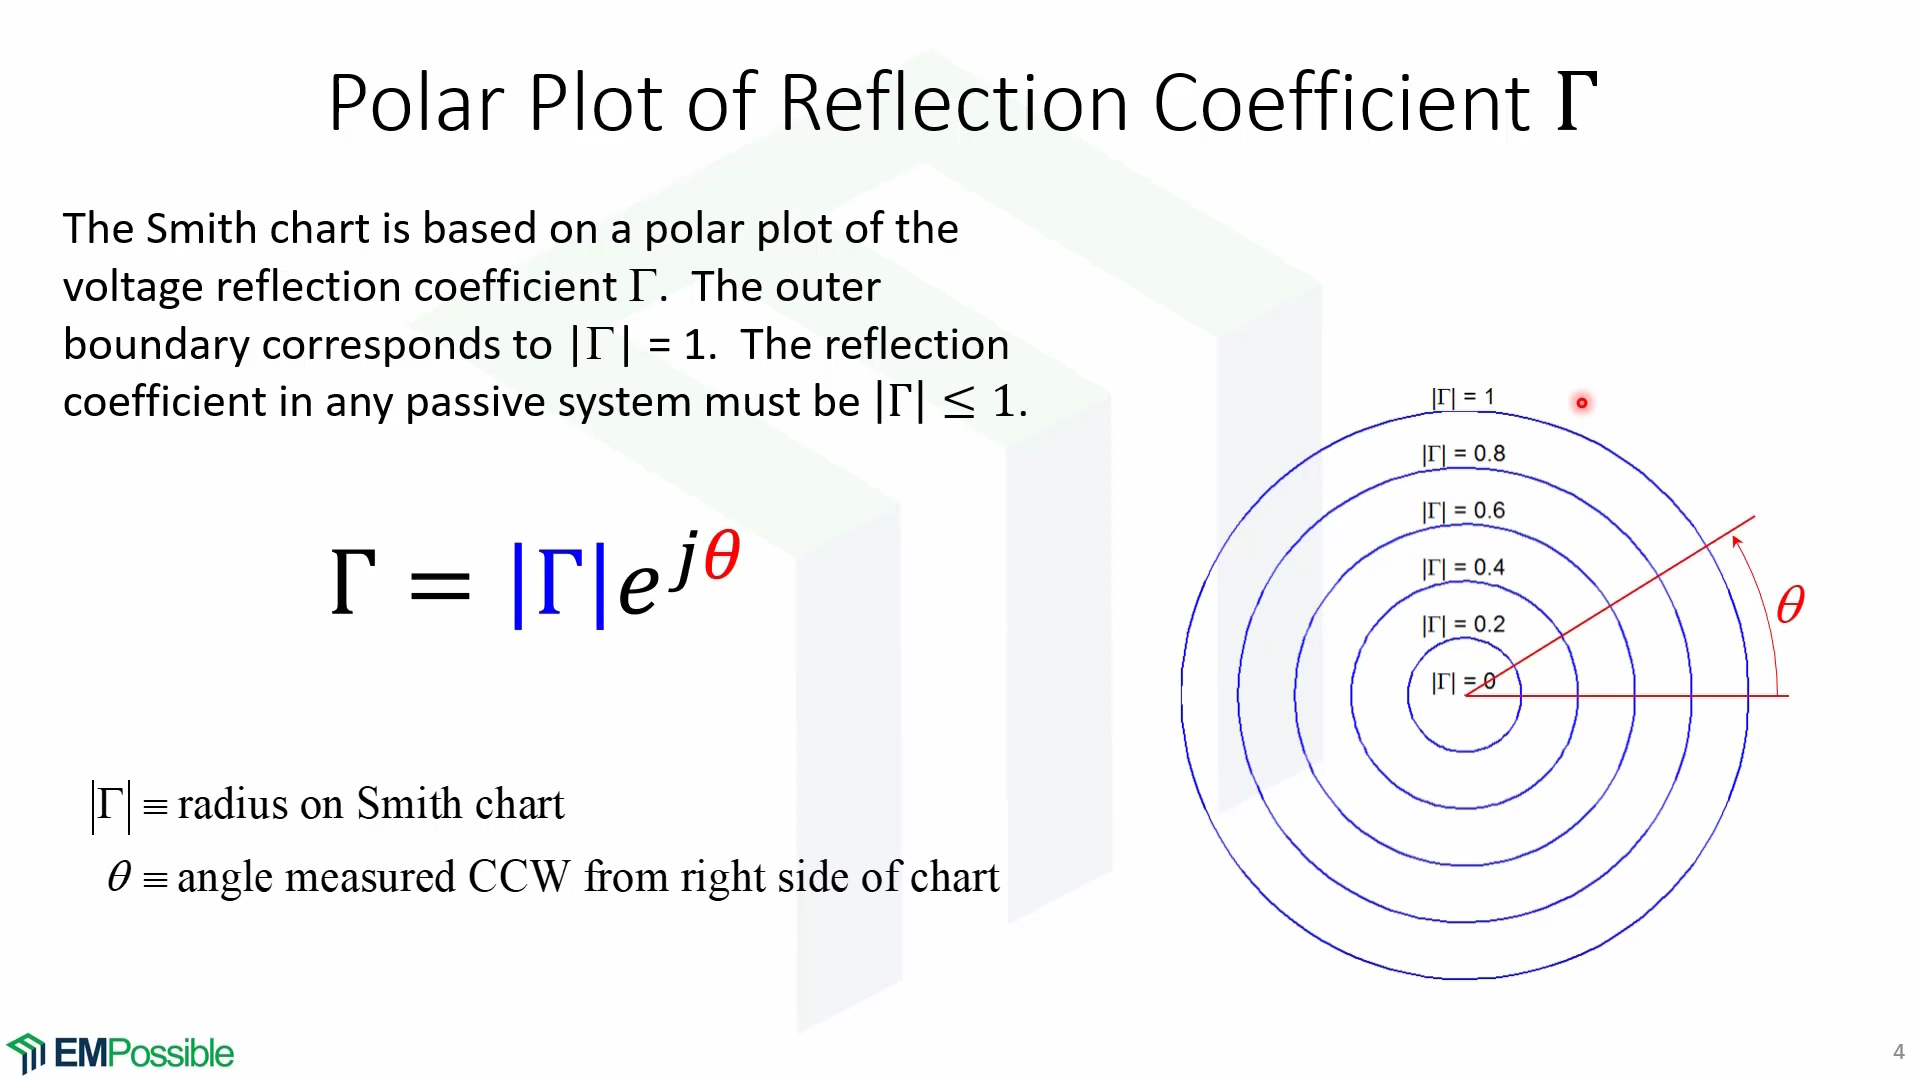 Polar Plot of Reflection Coefficient Γ
The Smith chart is based on a polar plot of the
voltage reflection coefficient Γ. The outer
boundary corresponds to |Γ| = 1. The reflection
coefficient in any passive system must be |Γ| ≤ 1.
Γ = |Γ|e^{jθ}
|Γ| ≡ radius on Smith chart
θ ≡ angle measured CCW from right side of chart
|Γ| = 1
|Γ| = 0.8
|Γ| = 0.6
|Γ| = 0.4
|Γ| = 0.2
|Γ| = 0
θ
EMPossible
4